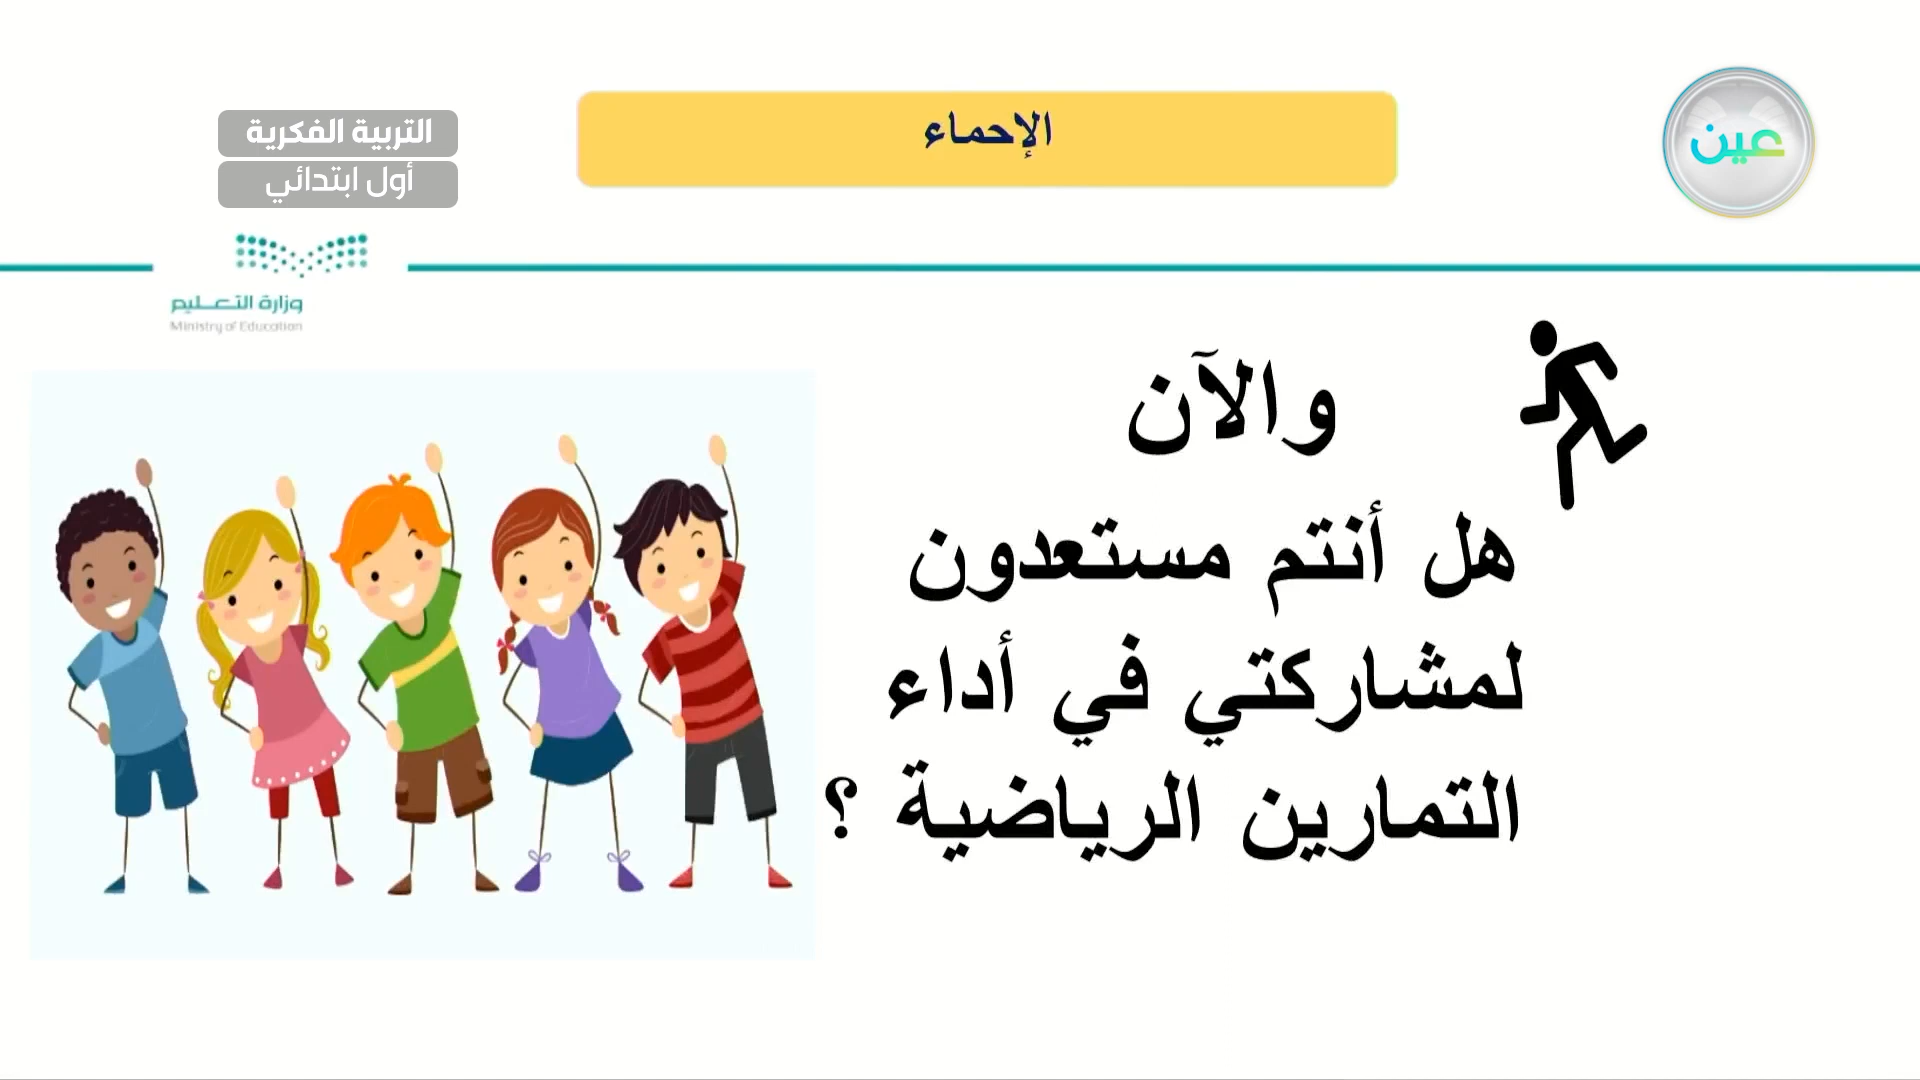 عين
الإحماء
التربية الفكرية
أول ابتدائي
وزارة التعـــليم
Ministry of Education
والآن
هل أنتم مستعدون
لمشاركتي في أداء
التمارين الرياضية ؟